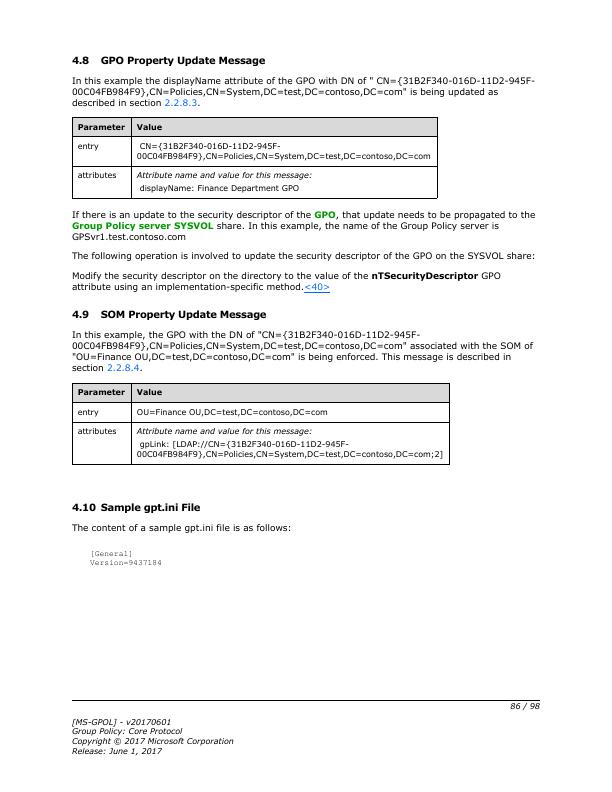 4.8 GPO Property Update Message
In this example the displayName attribute of the GPO with DN of " CN={31B2F340-016D-11D2-945F-
00C04FB984F9},CN=Policies,CN=System,DC=test,DC=contoso,DC=com" is being updated as
described in section 2.2.8.3.
Parameter Value
entry CN={31B2F340-016D-11D2-945F-
00C04FB984F9},CN=Policies,CN=System,DC=test,DC=contoso,DC=com
attributes Attribute name and value for this message:
displayName: Finance Department GPO
If there is an update to the security descriptor of the GPO, that update needs to be propagated to the
Group Policy server SYSVOL share. In this example, the name of the Group Policy server is
GPSvr1.test.contoso.com
The following operation is involved to update the security descriptor of the GPO on the SYSVOL share:
Modify the security descriptor on the directory to the value of the nTSecurityDescriptor GPO
attribute using an implementation-specific method.<40>
4.9 SOM Property Update Message
In this example, the GPO with the DN of "CN={31B2F340-016D-11D2-945F-
00C04FB984F9},CN=Policies,CN=System,DC=test,DC=contoso,DC=com" associated with the SOM of
"OU=Finance OU,DC=test,DC=contoso,DC=com" is being enforced. This message is described in
section 2.2.8.4.
Parameter Value
entry OU=Finance OU,DC=test,DC=contoso,DC=com
attributes Attribute name and value for this message:
gpLink: [LDAP://CN={31B2F340-016D-11D2-945F-
00C04FB984F9},CN=Policies,CN=System,DC=test,DC=contoso,DC=com;2]
4.10 Sample gpt.ini File
The content of a sample gpt.ini file is as follows:
[General]
Version=9437184
86 / 98
[MS-GPOL] - v20170601
Group Policy: Core Protocol
Copyright © 2017 Microsoft Corporation
Release: June 1, 2017